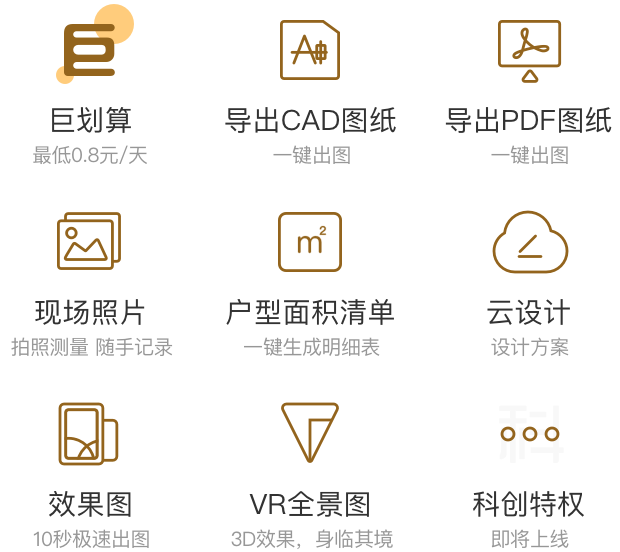 巨
巨划算 导出CAD图纸 导出PDF图纸
最低0.8元/天 一键出图 一键出图
m²
现场照片 户型面积清单 云设计
拍照测量 随手记录 一键生成明细表 设计方案
科
效果图 VR全景图 科创特权
10秒极速出图 3D效果，身临其境 即将上线